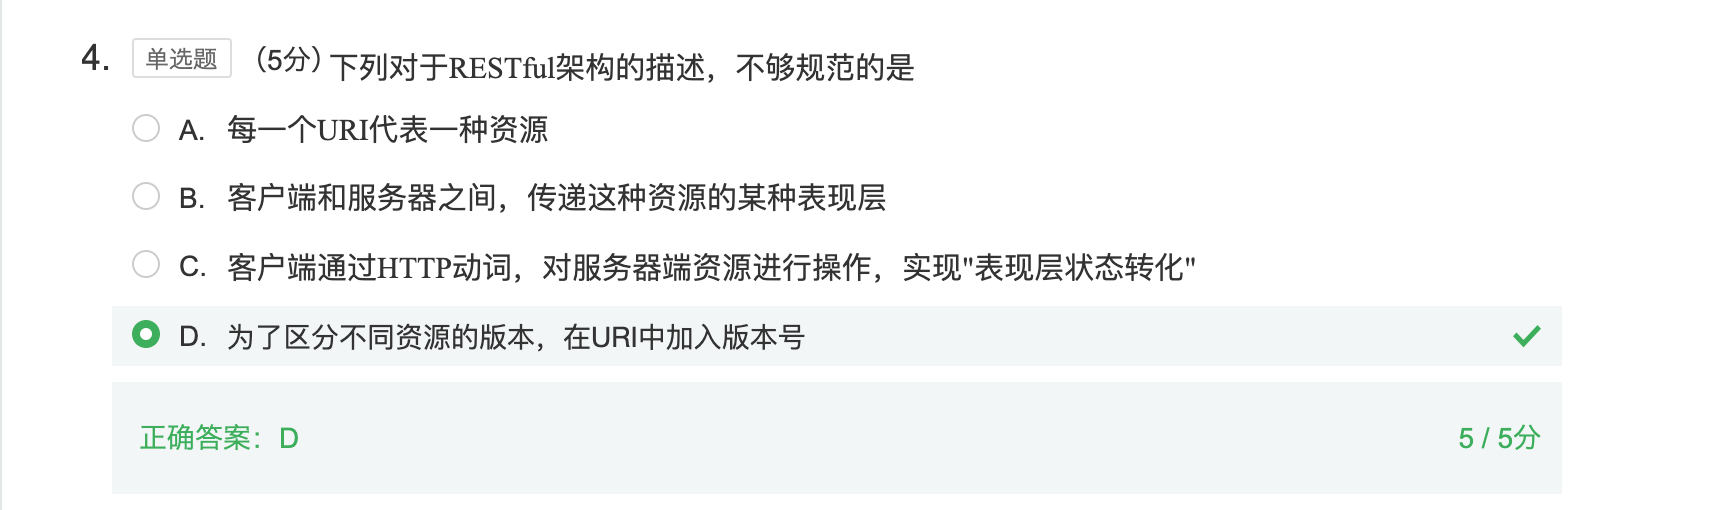 4. 单选题 (5分) 下列对于RESTful架构的描述，不够规范的是
A. 每一个URI代表一种资源
B. 客户端和服务器之间，传递这种资源的某种表现层
C. 客户端通过HTTP动词，对服务器端资源进行操作，实现"表现层状态转化"
D. 为了区分不同资源的版本，在URI中加入版本号
正确答案：D 5 / 5分